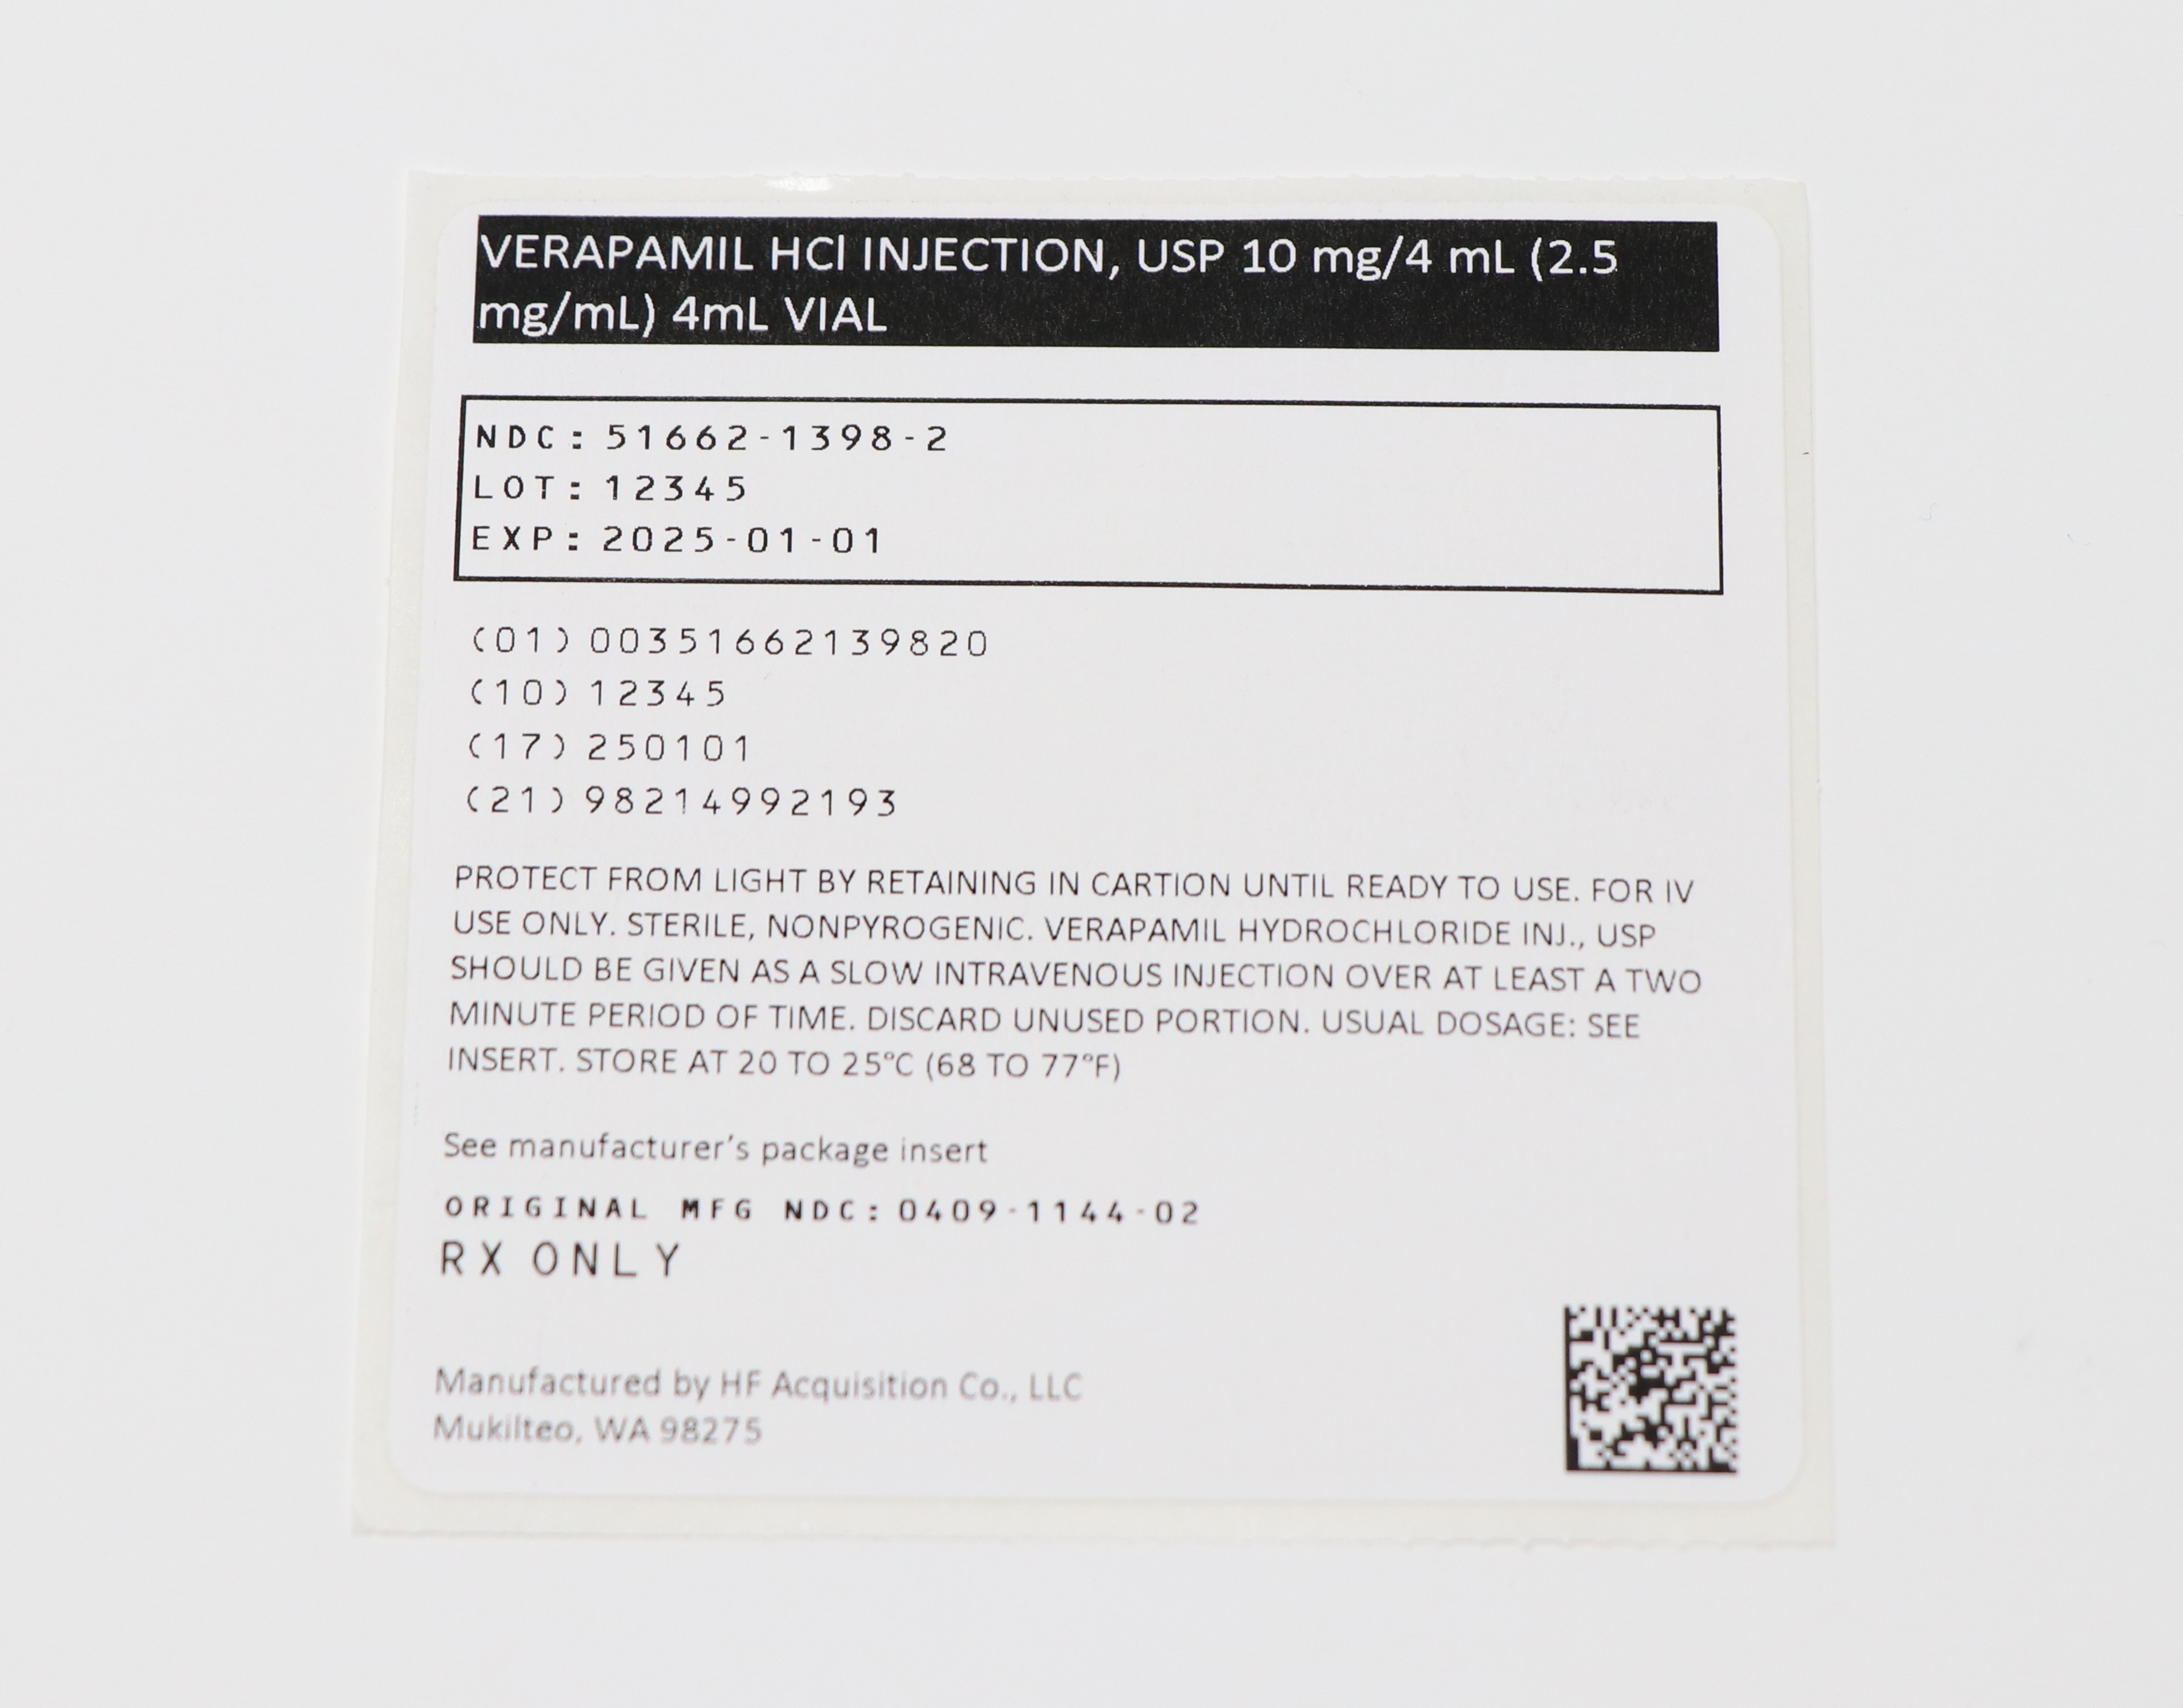 VERAPAMIL HCl INJECTION, USP 10 mg/4 mL (2.5
mg/mL) 4mL VIAL
NDC: 51662-1398-2
LOT: 12345
EXP: 2025-01-01
(01) 00351662139820
(10) 12345
(17) 250101
(21) 98214992193
PROTECT FROM LIGHT BY RETAINING IN CARTION UNTIL READY TO USE. FOR IV
USE ONLY. STERILE, NONPYROGENIC. VERAPAMIL HYDROCHLORIDE INJ., USP
SHOULD BE GIVEN AS A SLOW INTRAVENOUS INJECTION OVER AT LEAST A TWO
MINUTE PERIOD OF TIME. DISCARD UNUSED PORTION. USUAL DOSAGE: SEE
INSERT. STORE AT 20 TO 25°C (68 TO 77°F)
See manufacturer's package insert
ORIGINAL MFG NDC: 0409-1144-02
RX ONLY
Manufactured by HF Acquisition Co., LLC
Mukilteo, WA 98275